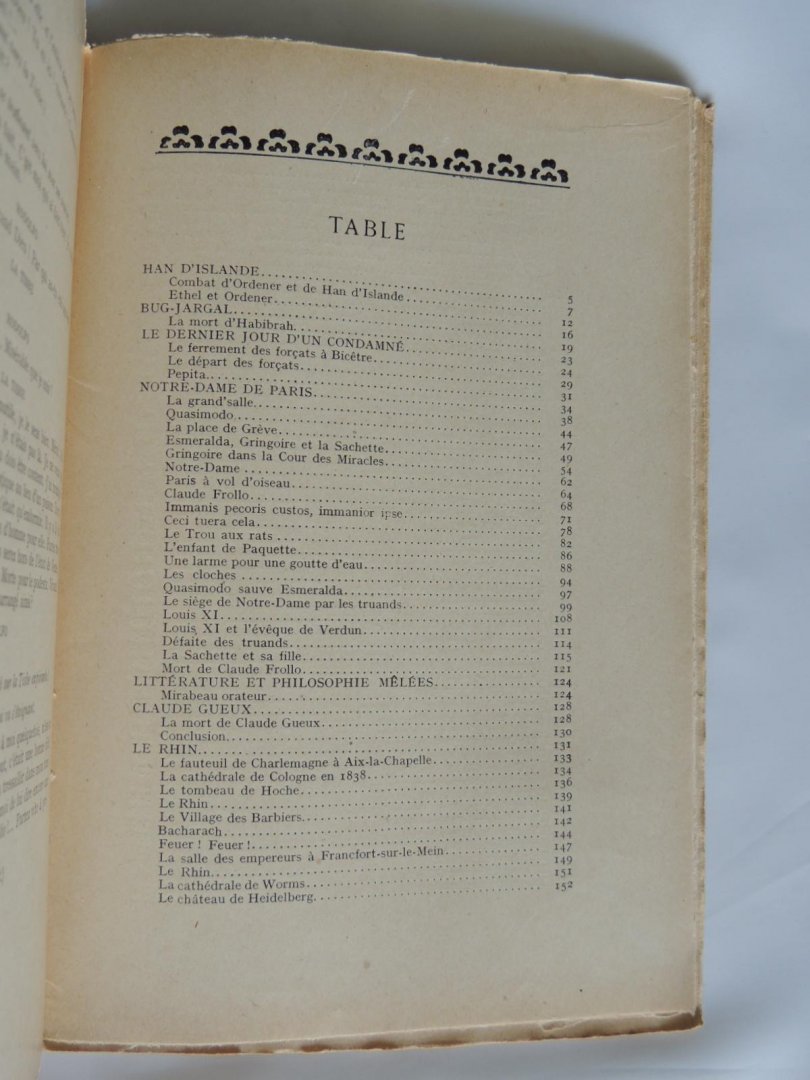 TABLE
HAN D'ISLANDE 5
Combat d'Ordener et de Han d'Islande 7
Ethel et Ordener 12
BUG-JARGAL 16
La mort d'Habibrah 19
LE DERNIER JOUR D'UN CONDAMNÉ 23
Le ferrement des forçats à Bicêtre 24
Le départ des forçats 29
Pepita 31
NOTRE-DAME DE PARIS 34
La grand'salle 38
Quasimodo 44
La place de Grève 47
Esmeralda, Gringoire et la Sachette 49
Gringoire dans la Cour des Miracles 54
Notre-Dame 62
Paris à vol d'oiseau 64
Claude Frollo 68
Immanis pecoris custos, immanior ipse 71
Ceci tuera cela 78
Le Trou aux rats 82
L'enfant de Paquette 86
Une larme pour une goutte d'eau 88
Les cloches 94
Quasimodo sauve Esmeralda 97
Le siège de Notre-Dame par les truands 99
Louis XI 108
Louis XI et l'évêque de Verdun 111
Défaite des truands 114
La Sachette et sa fille 115
Mort de Claude Frollo 121
LITTÉRATURE ET PHILOSOPHIE MÊLÉES 124
Mirabeau orateur 124
CLAUDE GUEUX 128
La mort de Claude Gueux 128
Conclusion 130
LE RHIN 131
Le fauteuil de Charlemagne à Aix-la-Chapelle 133
La cathédrale de Cologne en 1838 134
Le tombeau de Hoche 136
Le Rhin 139
Le Village des Barbiers 141
Bacharach 142
Feuer ! Feuer ! 144
La salle des empereurs à Francfort-sur-le-Mein 147
Le Rhin 149
La cathédrale de Worms 151
Le château de Heidelberg 152